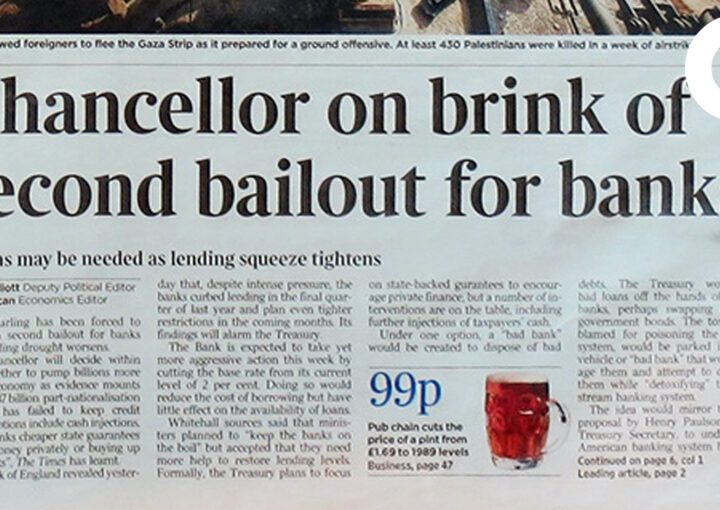 wed foreigners to flee the Gaza Strip as it prepared for a ground offensive. At least 430 Palestinians were killed in a week of airstrik
hancellor on brink of
econd bailout for bank
ns may be needed as lending squeeze tightens
liott Deputy Political Editor
can Economics Editor
arling has been forced to
second bailout for banks
ding drought worsens.
ancellor will decide within
ether to pump billions more
onomy as evidence mounts
37 billion part-nationalisation
has failed to keep credit
ptions include cash injections,
nks cheaper state guarantees
oney privately or buying up
s", The Times has learnt.
k of England revealed yester-
day that, despite intense pressure, the
banks curbed lending in the final quar-
ter of last year and plan even tighter
restrictions in the coming months. Its
findings will alarm the Treasury.
The Bank is expected to take yet
more aggressive action this week by
cutting the base rate from its current
level of 2 per cent. Doing so would
reduce the cost of borrowing but have
little effect on the availability of loans.
Whitehall sources said that minis-
ters planned to "keep the banks on
the boil" but accepted that they need
more help to restore lending levels.
Formally, the Treasury plans to focus
on state-backed gurantees to encour-
age private finance, but a number of in-
terventions are on the table, including
further injections of taxpayers' cash.
Under one option, a "bad bank"
would be created to dispose of bad
99p
Pub chain cuts the
price of a pint from
£1.69 to 1989 levels
Business, page 47
debts. The Treasury wo
bad loans off the hands o
banks, perhaps swapping
government bonds. The to
blamed for poisoning the
system, would be parked i
vehicle or "bad bank" that w
age them and attempt to d
them while "detoxifying"
stream banking system.
The idea would mirror
proposal by Henry Paulso
Treasury Secretary, to und
American banking system b
Continued on page 6, col 1
Leading article, page 2